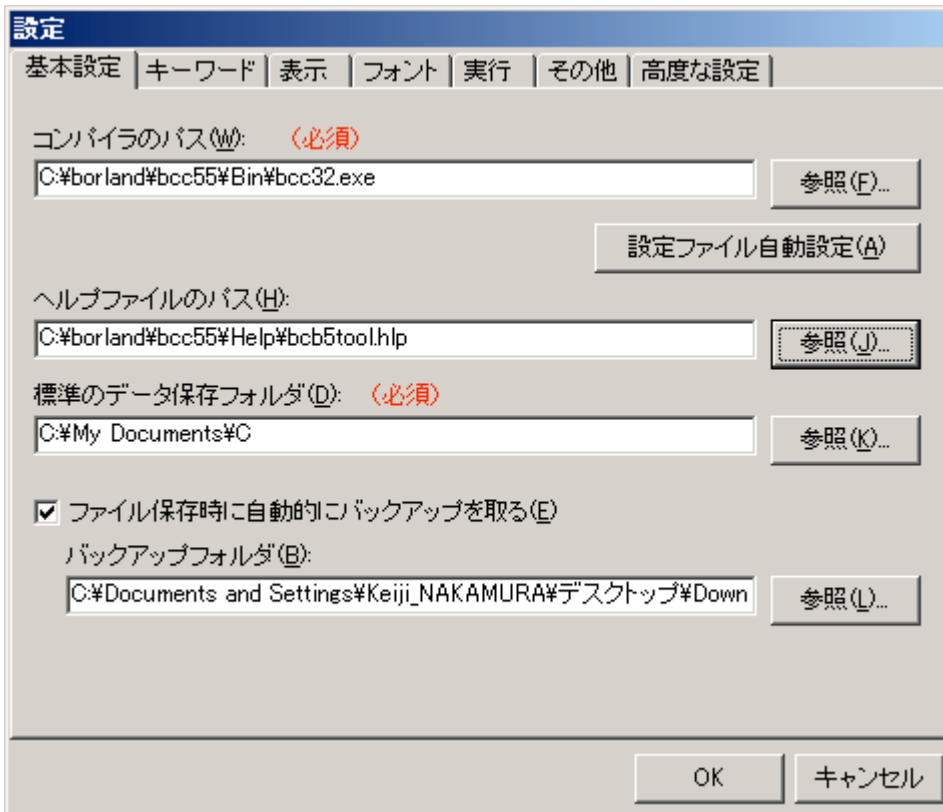 設定
基本設定 キーワード 表示 フォント 実行 その他 高度な設定
コンパイラのパス(W): (必須)
C:¥borland¥bcc55¥Bin¥bcc32.exe 参照(F)...
設定ファイル自動設定(A)
ヘルプファイルのパス(H):
C:¥borland¥bcc55¥Help¥bcb5tool.hlp 参照(J)...
標準のデータ保存フォルダ(D): (必須)
C:¥My Documents¥C 参照(K)...
ファイル保存時に自動的にバックアップを取る(E)
バックアップフォルダ(B):
C:¥Documents and Settings¥Keiji_NAKAMURA¥デスクトップ¥Down 参照(L)...
OK キャンセル